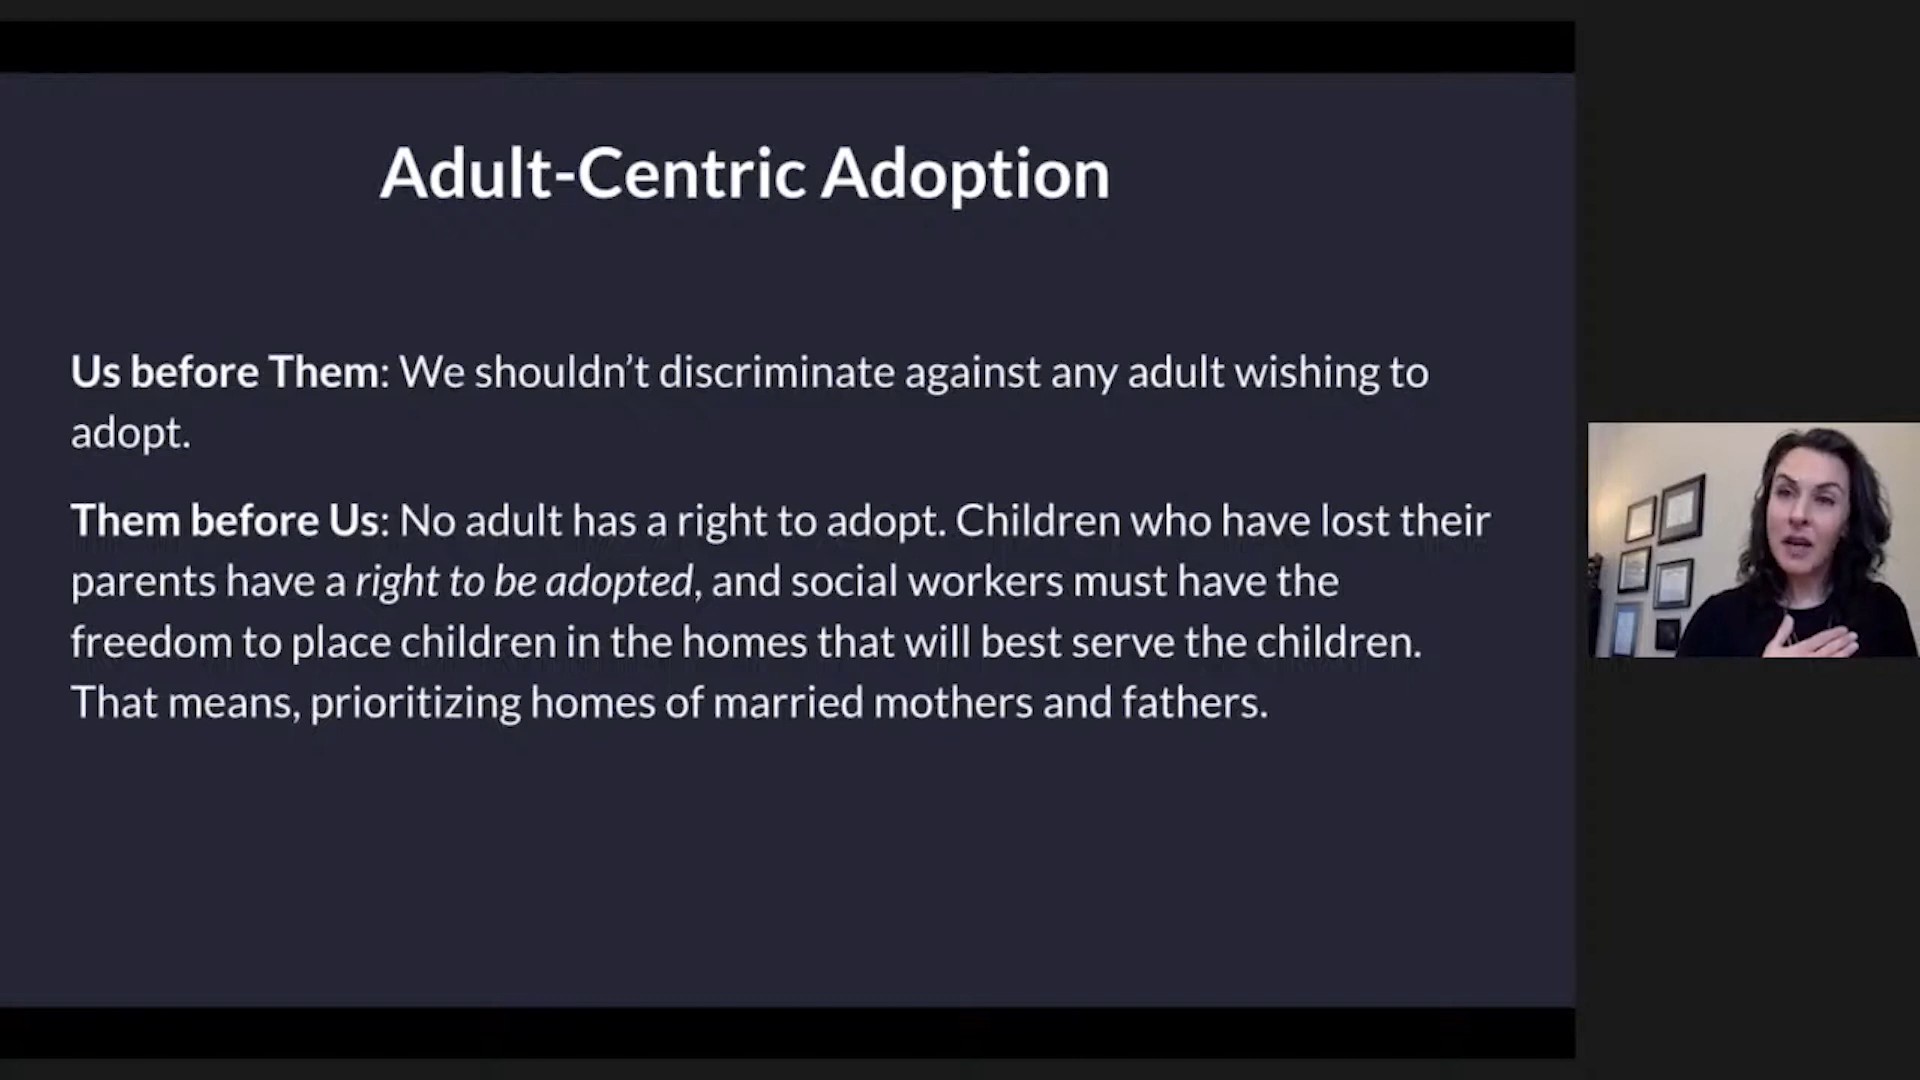 Adult-Centric Adoption
Us before Them: We shouldn’t discriminate against any adult wishing to
adopt.
Them before Us: No adult has a right to adopt. Children who have lost their
parents have a right to be adopted, and social workers must have the
freedom to place children in the homes that will best serve the children.
That means, prioritizing homes of married mothers and fathers.